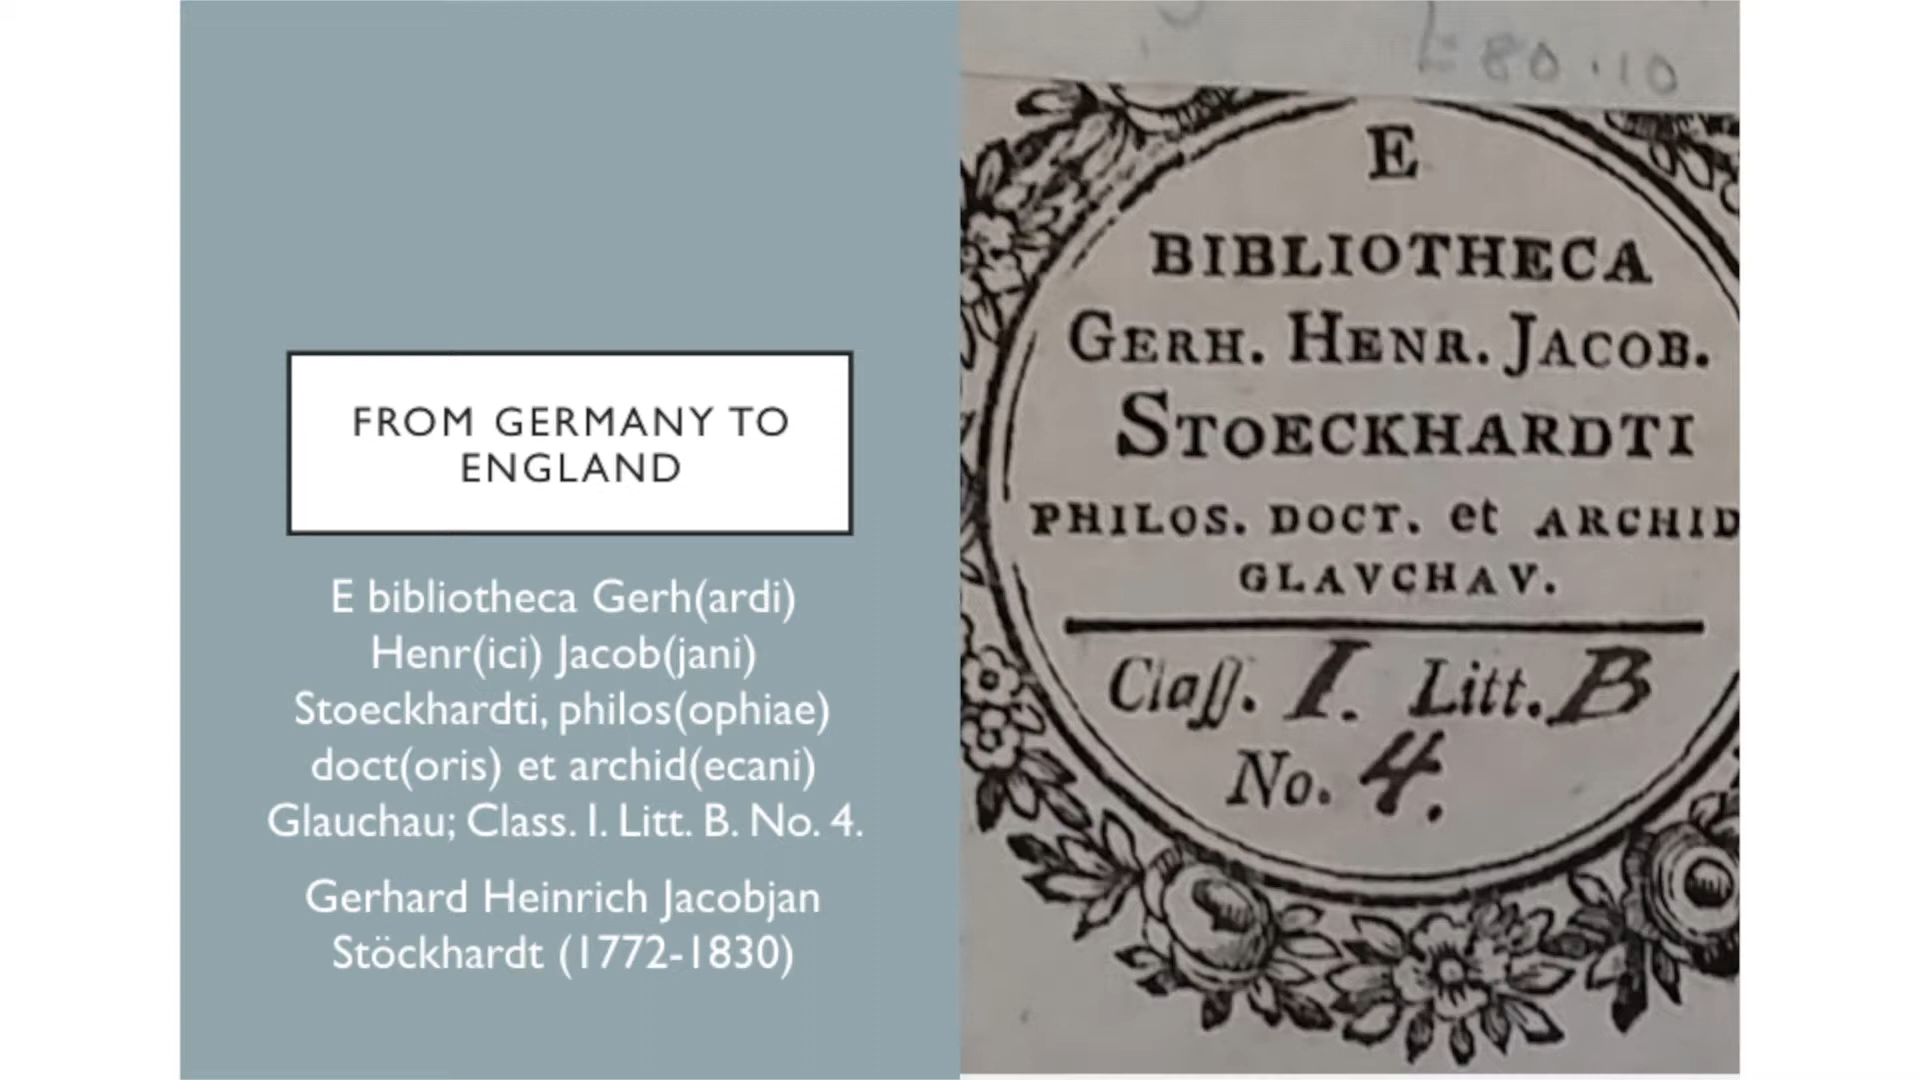 FROM GERMANY TO
ENGLAND
E bibliotheca Gerh(ardi)
Henr(ici) Jacob(jani)
Stoeckhardti, philos(ophiae)
doct(oris) et archid(ecani)
Glauchau; Class. I. Litt. B. No. 4.
Gerhard Heinrich Jacobjan
Stöckhardt (1772-1830)
£80.10
E
BIBLIOTHECA
GERH. HENR. JACOB.
STOECKHARDTI
PHILOS. DOCT. et ARCHID
GLAVCHAV.
Claſſ. I. Litt. B
No. 4.